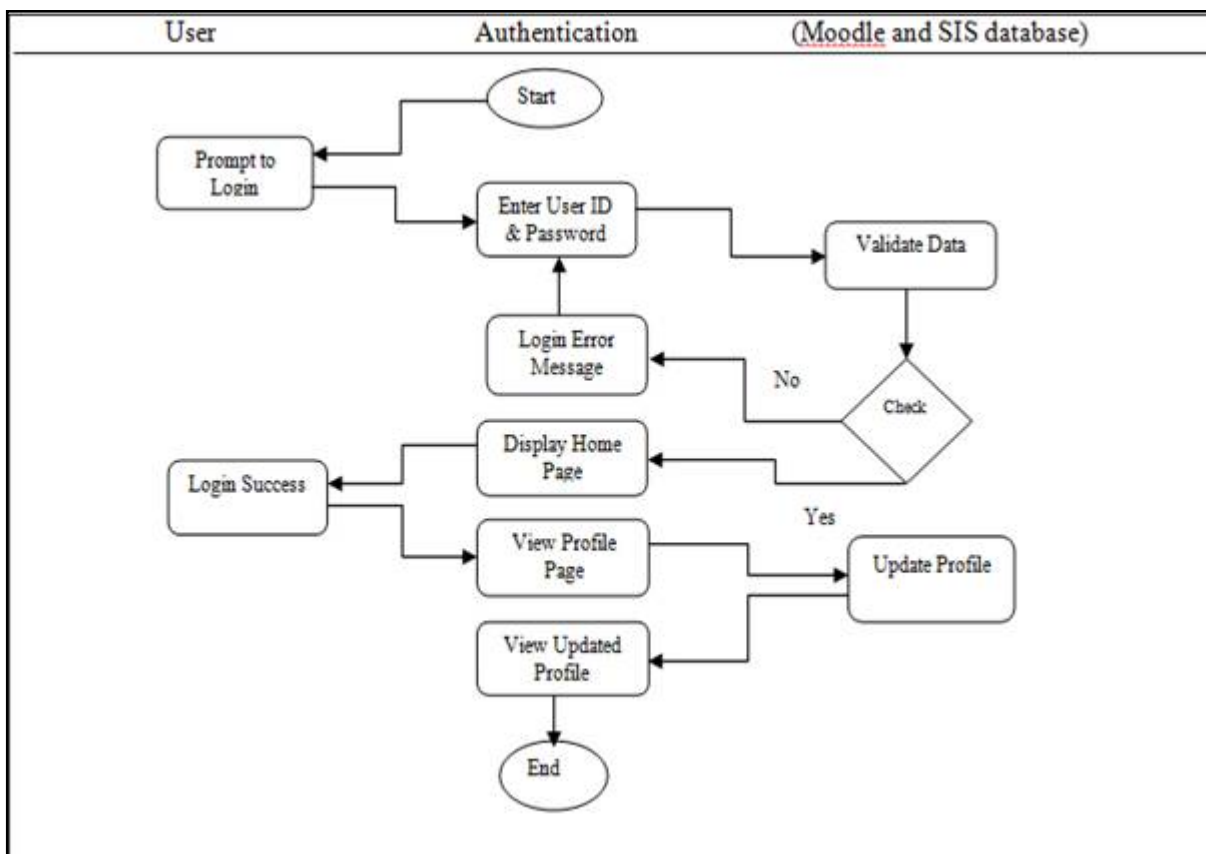 User
Authentication
(Moodle and SIS database)
Start
Prompt to
Login
Enter User ID
& Password
Validate Data
Login Error
Message
No
Check
Display Home
Page
Login Success
Yes
View Profile
Page
Update Profile
View Updated
Profile
End